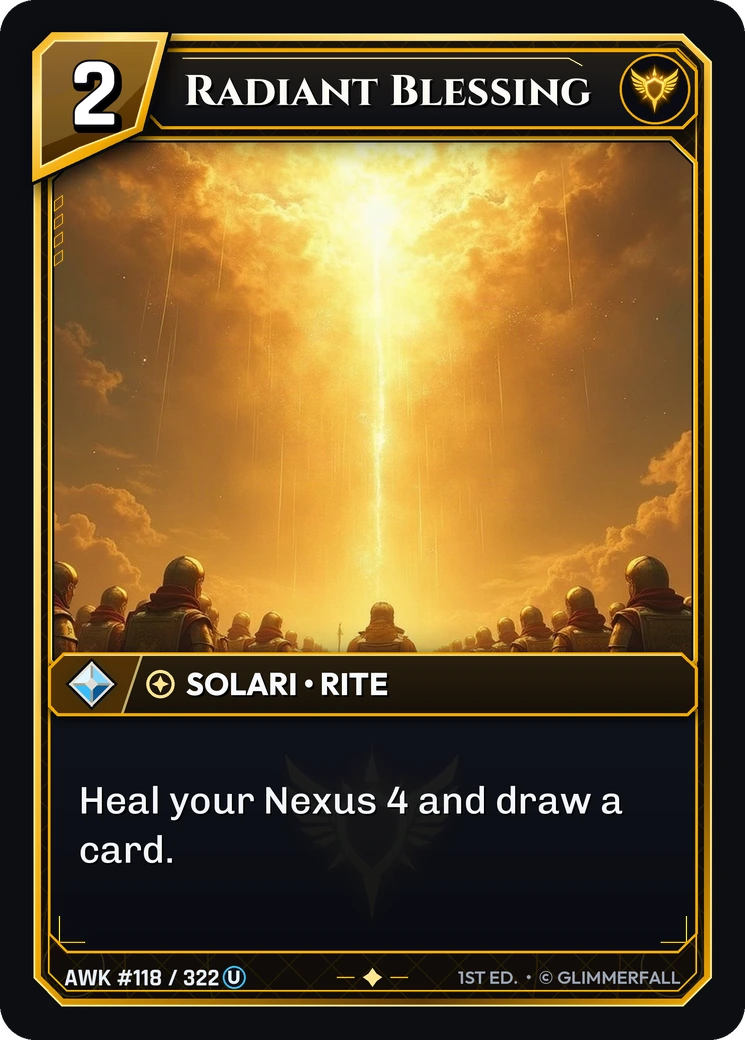 2
RADIANT BLESSING
SOLARI • RITE
Heal your Nexus 4 and draw a
card.
AWK #118 / 322 U
1ST ED. • © GLIMMERFALL